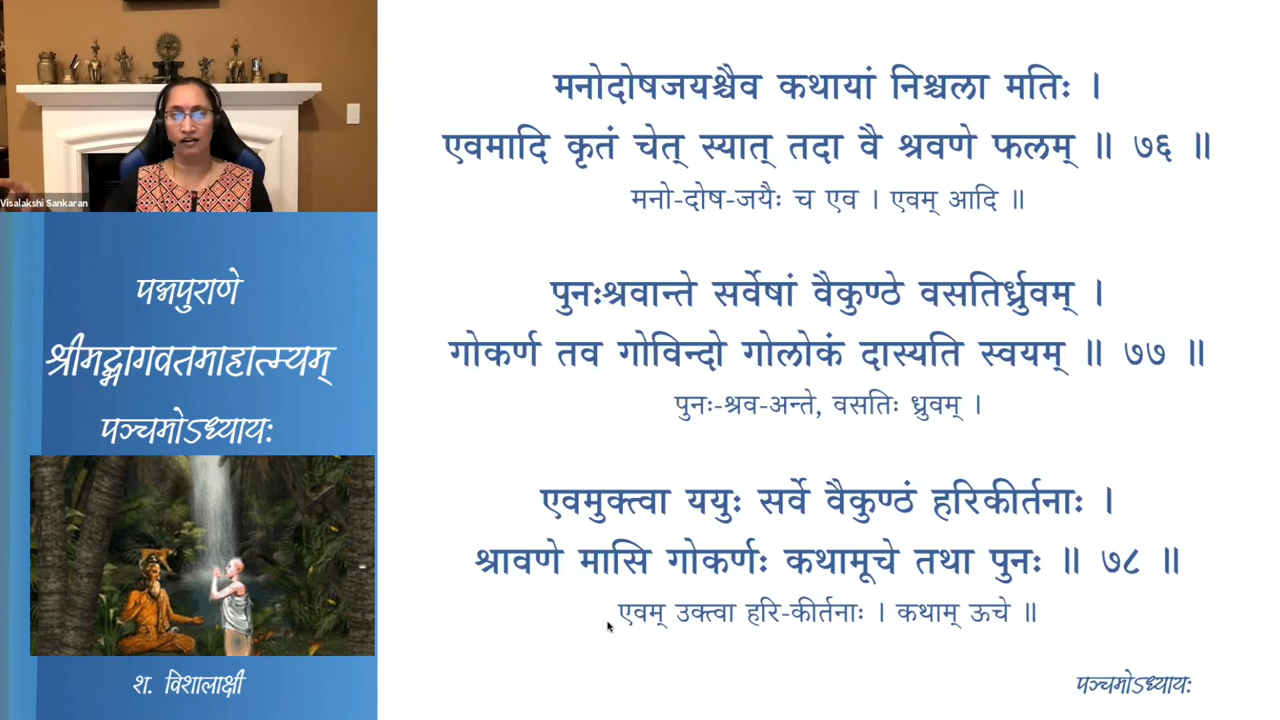 Visalakshi Sankaran
पद्मपुराणे
श्रीमद्भागवतमाहात्म्यम्
पञ्चमोऽध्यायः
श. विशालाक्षी
मनोदोषजयश्चैव कथायां निश्चला मतिः ।
एवमादि कृतं चेत् स्यात् तदा वै श्रवणे फलम् ॥ ७६ ॥
मनो-दोष-जयैः च एव । एवम् आदि ॥
पुनःश्रवान्ते सर्वेषां वैकुण्ठे वसतिर्ध्रुवम् ।
गोकर्ण तव गोविन्दो गोलोकं दास्यति स्वयम् ॥ ७७ ॥
पुनः-श्रव-अन्ते, वसतिः ध्रुवम् ।
एवमुक्त्वा ययुः सर्वे वैकुण्ठं हरिकीर्तनाः ।
श्रावणे मासि गोकर्णः कथामूचे तथा पुनः ॥ ७८ ॥
एवम् उक्त्वा हरि-कीर्तनाः । कथाम् ऊचे ॥
पञ्चमोऽध्यायः